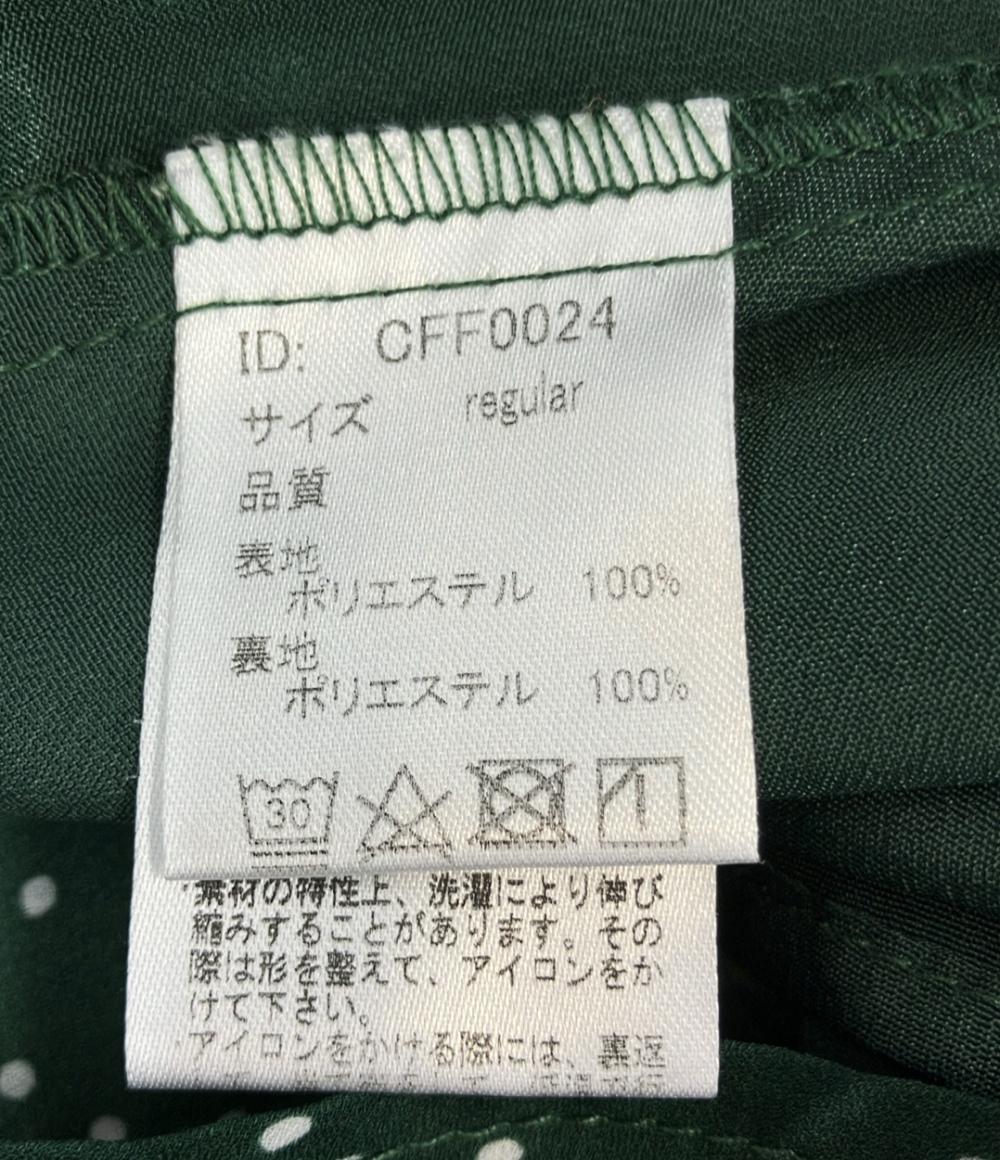 ID: CFF0024
サイズ regular
品質
表地
ポリエステル 100%
裏地
ポリエステル 100%
30
素材の特性上、洗濯により伸び
縮みすることがあります。その
際は形を整えて、アイロンをか
けて下さい。
アイロンをかける際には、裏返